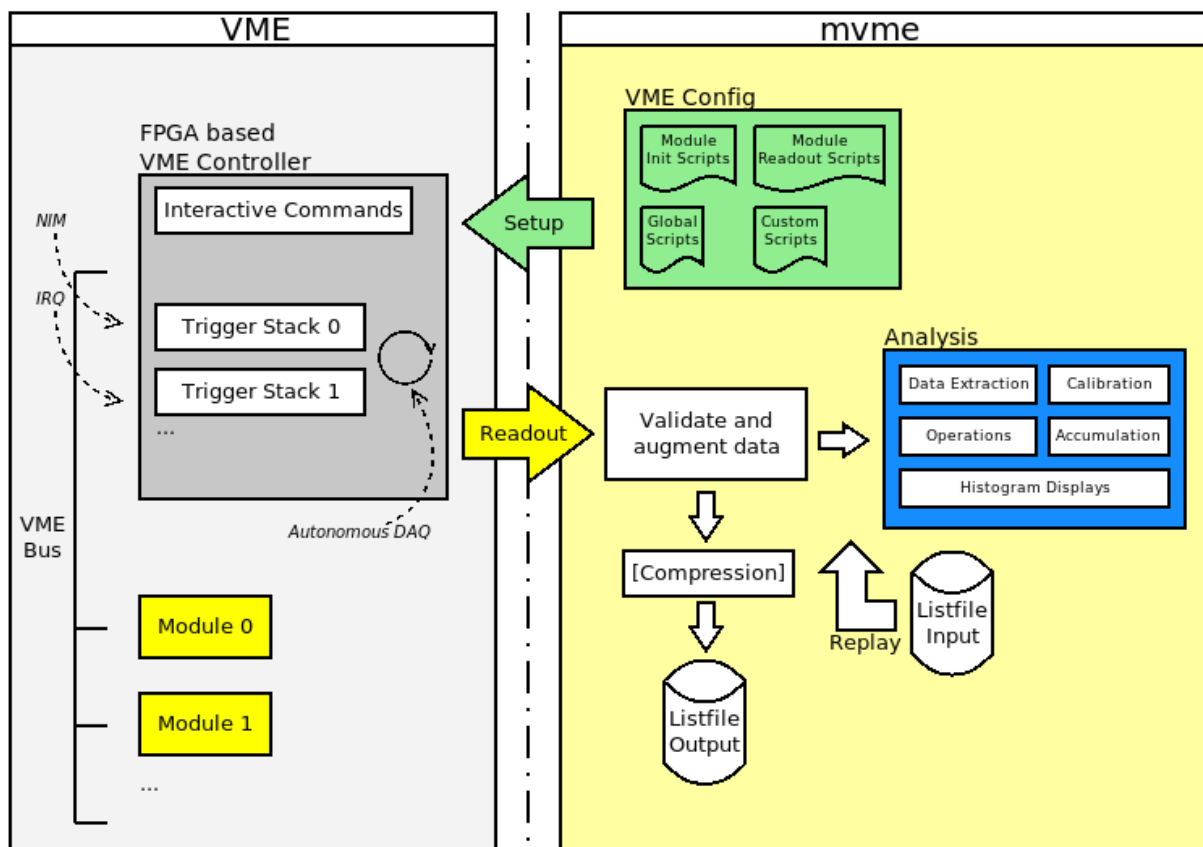 VME
mvme
FPGA based
VME Controller
Interactive Commands
NIM
IRQ
Trigger Stack 0
Trigger Stack 1
...
Autonomous DAQ
VME
Bus
Module 0
Module 1
...
Setup
Readout
VME Config
Module
Init Scripts
Module
Readout Scripts
Global
Scripts
Custom
Scripts
Validate and
augment data
[Compression]
Listfile
Output
Analysis
Data Extraction
Calibration
Operations
Accumulation
Histogram Displays
Replay
Listfile
Input